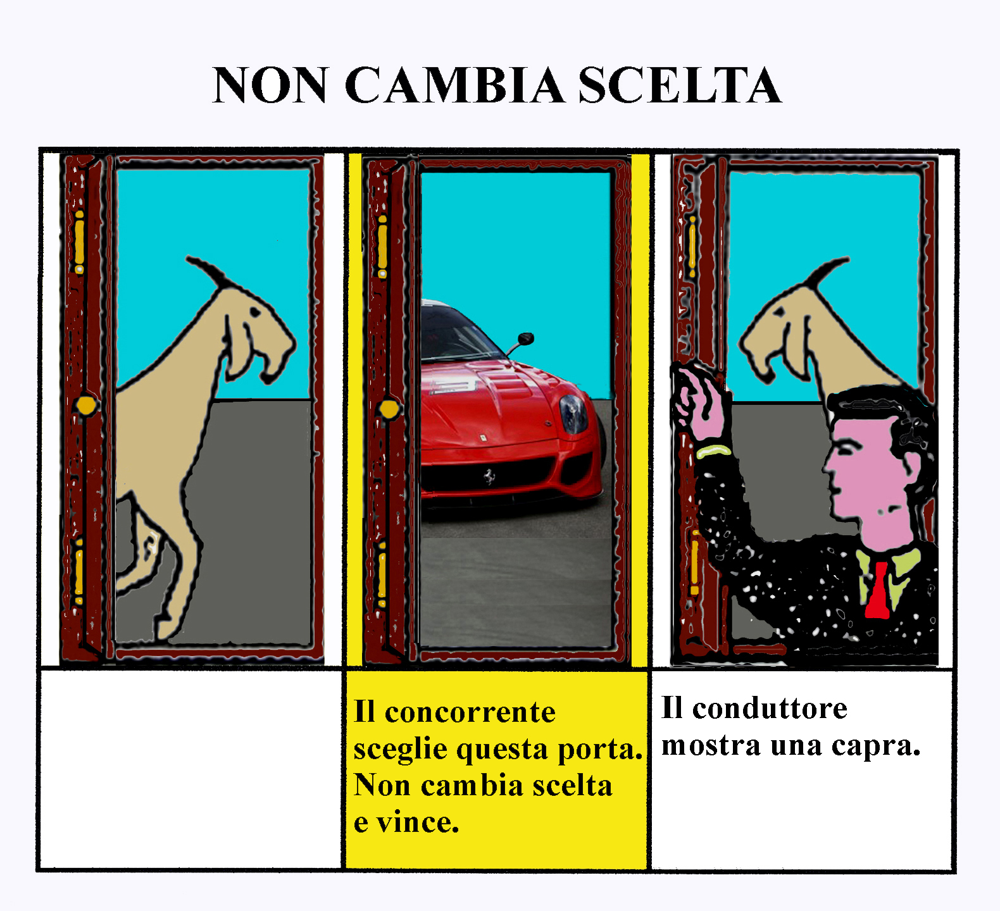 NON CAMBIA SCELTA
Il concorrente
sceglie questa porta.
Non cambia scelta
e vince.
Il conduttore
mostra una capra.